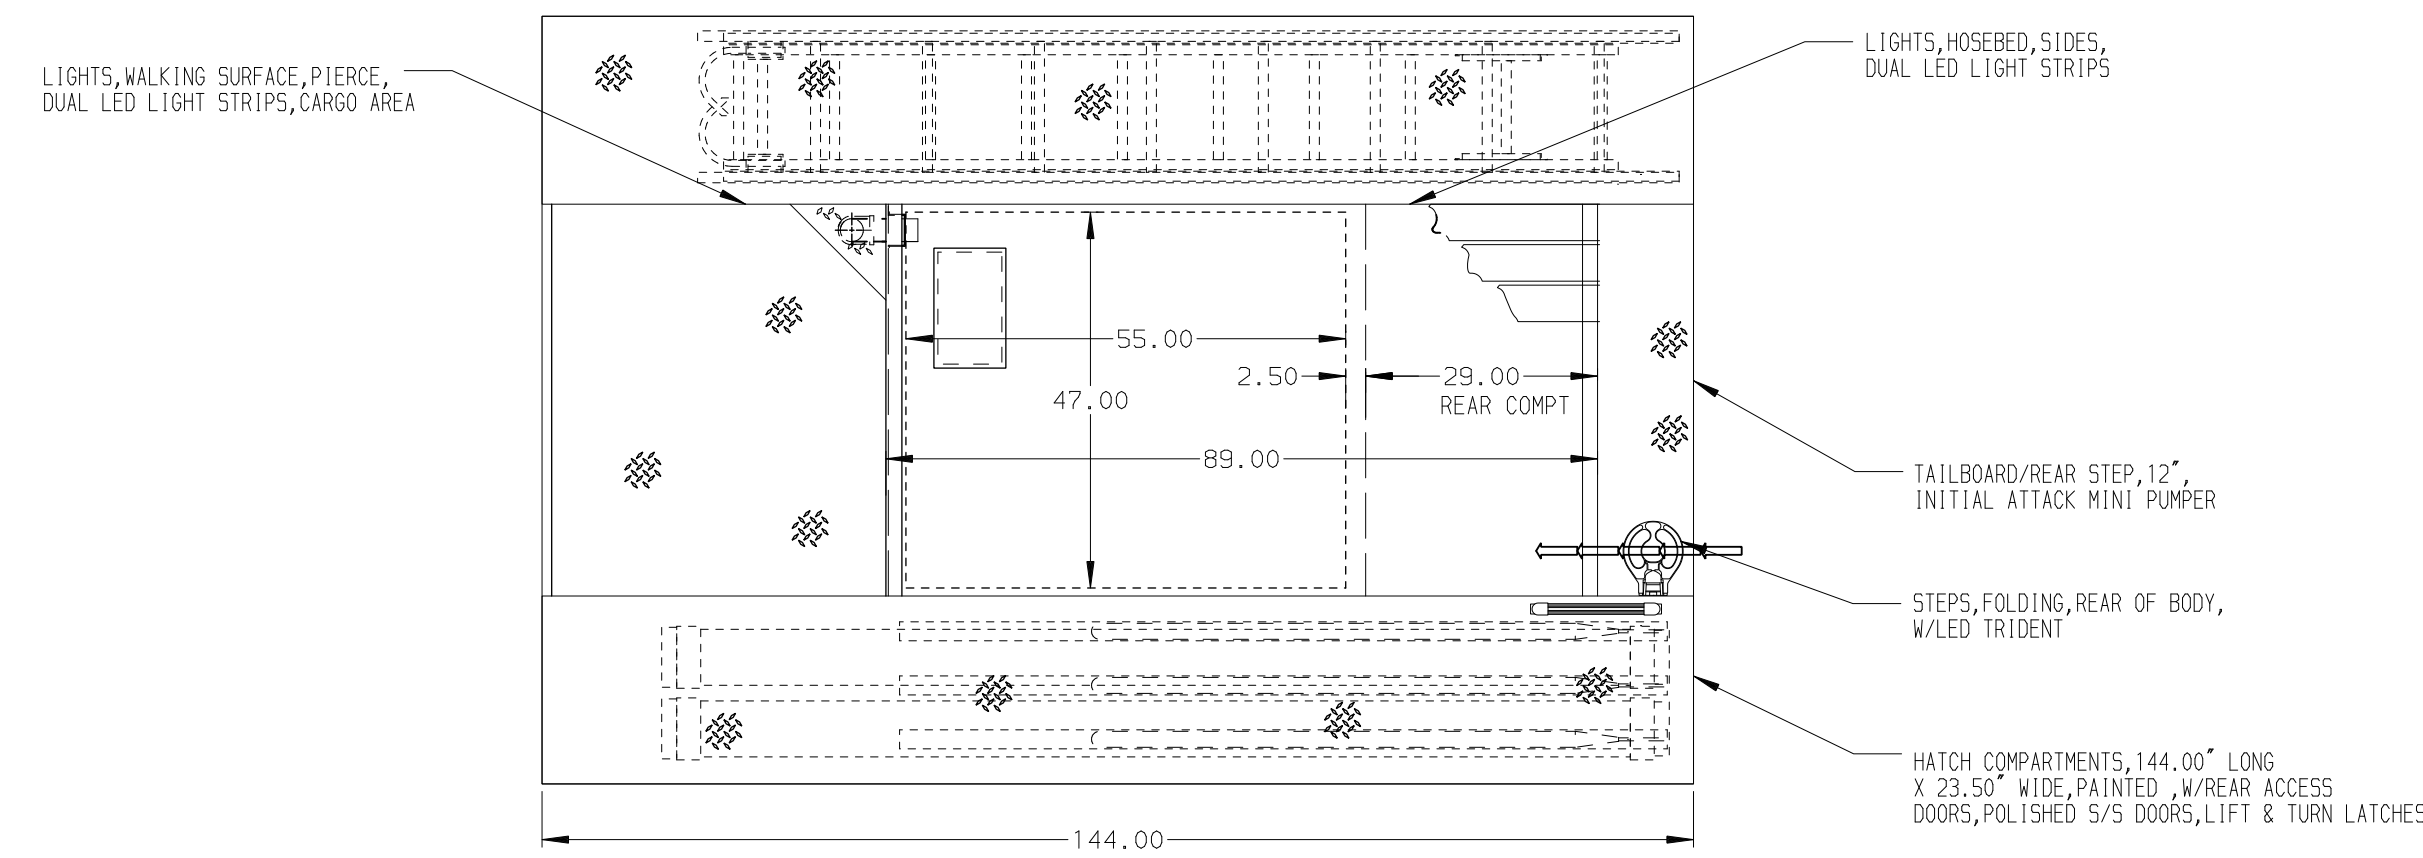 LIGHTS,WALKING SURFACE,PIERCE,
DUAL LED LIGHT STRIPS,CARGO AREA
LIGHTS,HOSEBED,SIDES,
DUAL LED LIGHT STRIPS
55.00
2.50
29.00
REAR COMPT
47.00
89.00
TAILBOARD/REAR STEP,12",
INITIAL ATTACK MINI PUMPER
STEPS,FOLDING,REAR OF BODY,
W/LED TRIDENT
HATCH COMPARTMENTS,144.00" LONG
X 23.50" WIDE,PAINTED ,W/REAR ACCESS
DOORS,POLISHED S/S DOORS,LIFT & TURN LATCHES
144.00